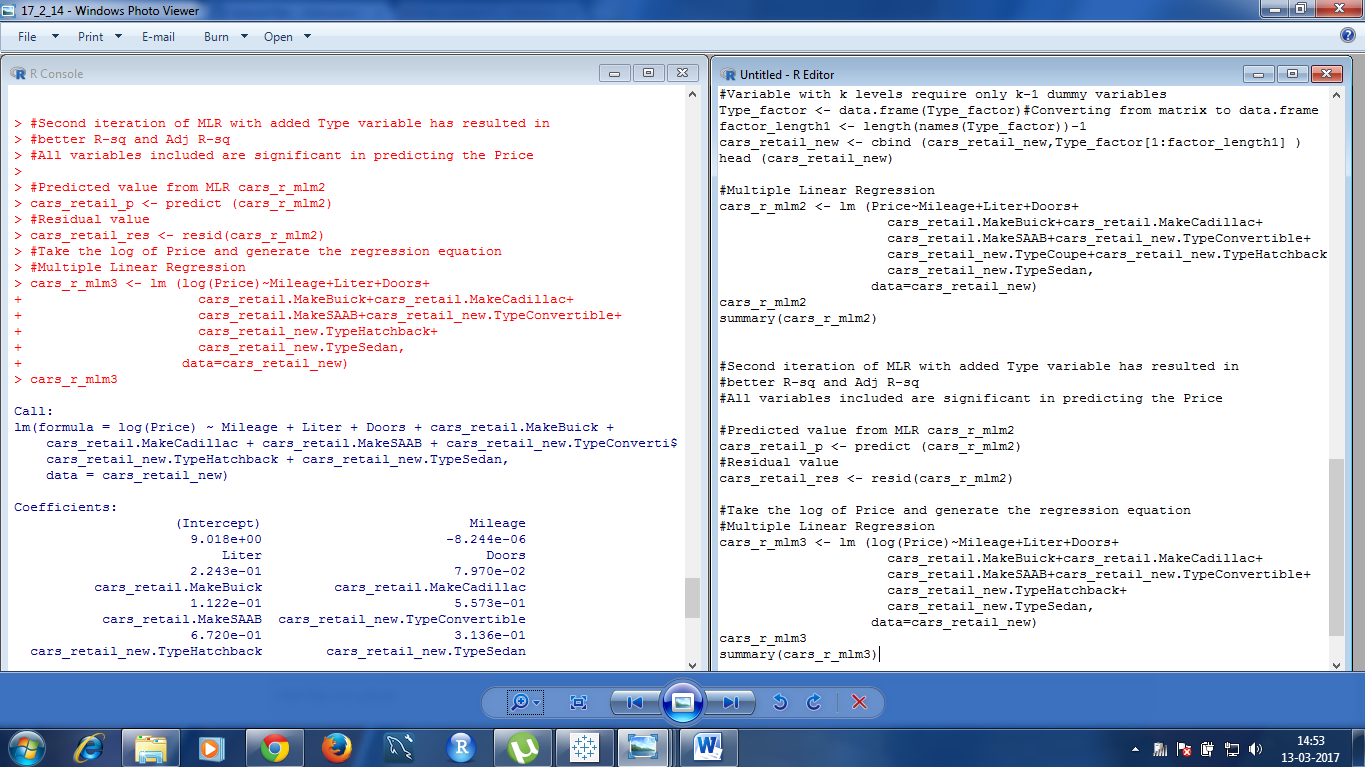 17_2_14 - Windows Photo Viewer
File Print E-mail Burn Open
R Console
> #Second iteration of MLR with added Type variable has resulted in
> #better R-sq and Adj R-sq
> #All variables included are significant in predicting the Price
>
> #Predicted value from MLR cars_r_mlm2
> cars_retail_p <- predict (cars_r_mlm2)
> #Residual value
> cars_retail_res <- resid(cars_r_mlm2)
> #Take the log of Price and generate the regression equation
> #Multiple Linear Regression
> cars_r_mlm3 <- lm (log(Price)~Mileage+Liter+Doors+
+ cars_retail.MakeBuick+cars_retail.MakeCadillac+
+ cars_retail.MakeSAAB+cars_retail_new.TypeConvertible+
+ cars_retail_new.TypeHatchback+
+ cars_retail_new.TypeSedan,
+ data=cars_retail_new)
> cars_r_mlm3
Call:
lm(formula = log(Price) ~ Mileage + Liter + Doors + cars_retail.MakeBuick +
cars_retail.MakeCadillac + cars_retail.MakeSAAB + cars_retail_new.TypeConverti$
cars_retail_new.TypeHatchback + cars_retail_new.TypeSedan,
data = cars_retail_new)
Coefficients:
(Intercept) Mileage
9.018e+00 -8.244e-06
Liter Doors
2.243e-01 7.970e-02
cars_retail.MakeBuick cars_retail.MakeCadillac
1.122e-01 5.573e-01
cars_retail.MakeSAAB cars_retail_new.TypeConvertible
6.720e-01 3.136e-01
cars_retail_new.TypeHatchback cars_retail_new.TypeSedan
Untitled - R Editor
#Variable with k levels require only k-1 dummy variables
Type_factor <- data.frame(Type_factor)#Converting from matrix to data.frame
factor_length1 <- length(names(Type_factor))-1
cars_retail_new <- cbind (cars_retail_new,Type_factor[1:factor_length1] )
head (cars_retail_new)
#Multiple Linear Regression
cars_r_mlm2 <- lm (Price~Mileage+Liter+Doors+
cars_retail.MakeBuick+cars_retail.MakeCadillac+
cars_retail.MakeSAAB+cars_retail_new.TypeConvertible+
cars_retail_new.TypeCoupe+cars_retail_new.TypeHatchback
cars_retail_new.TypeSedan,
data=cars_retail_new)
cars_r_mlm2
summary(cars_r_mlm2)
#Second iteration of MLR with added Type variable has resulted in
#better R-sq and Adj R-sq
#All variables included are significant in predicting the Price
#Predicted value from MLR cars_r_mlm2
cars_retail_p <- predict (cars_r_mlm2)
#Residual value
cars_retail_res <- resid(cars_r_mlm2)
#Take the log of Price and generate the regression equation
#Multiple Linear Regression
cars_r_mlm3 <- lm (log(Price)~Mileage+Liter+Doors+
cars_retail.MakeBuick+cars_retail.MakeCadillac+
cars_retail.MakeSAAB+cars_retail_new.TypeConvertible+
cars_retail_new.TypeHatchback+
cars_retail_new.TypeSedan,
data=cars_retail_new)
cars_r_mlm3
summary(cars_r_mlm3)
14:53
13-03-2017